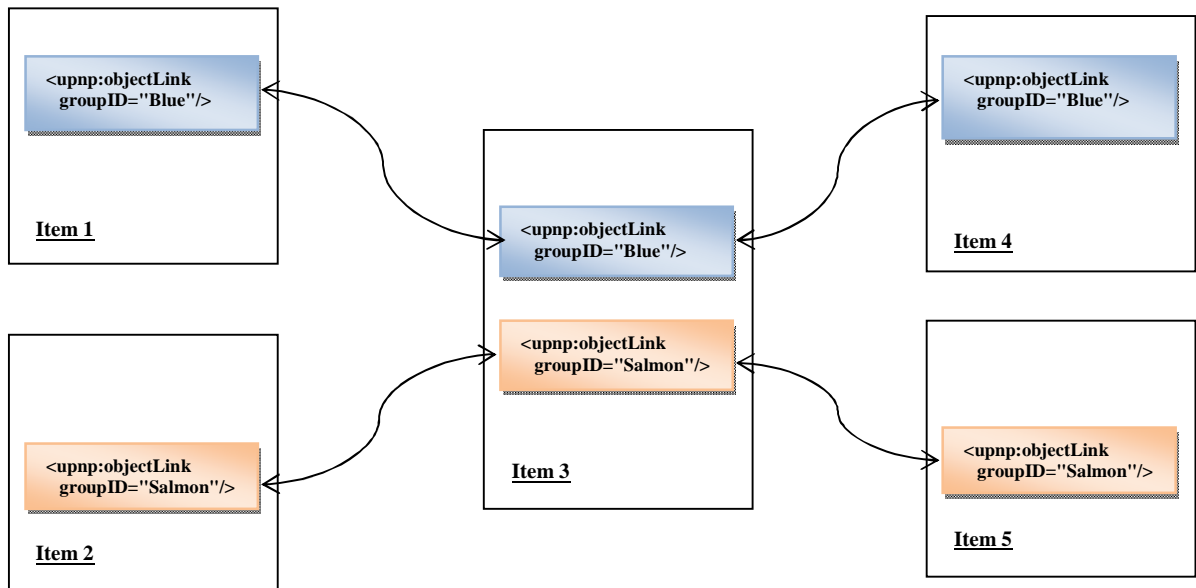 <upnp:objectLink
groupID="Blue"/>
Item 1
<upnp:objectLink
groupID="Salmon"/>
Item 2
<upnp:objectLink
groupID="Blue"/>
<upnp:objectLink
groupID="Salmon"/>
Item 3
<upnp:objectLink
groupID="Blue"/>
Item 4
<upnp:objectLink
groupID="Salmon"/>
Item 5